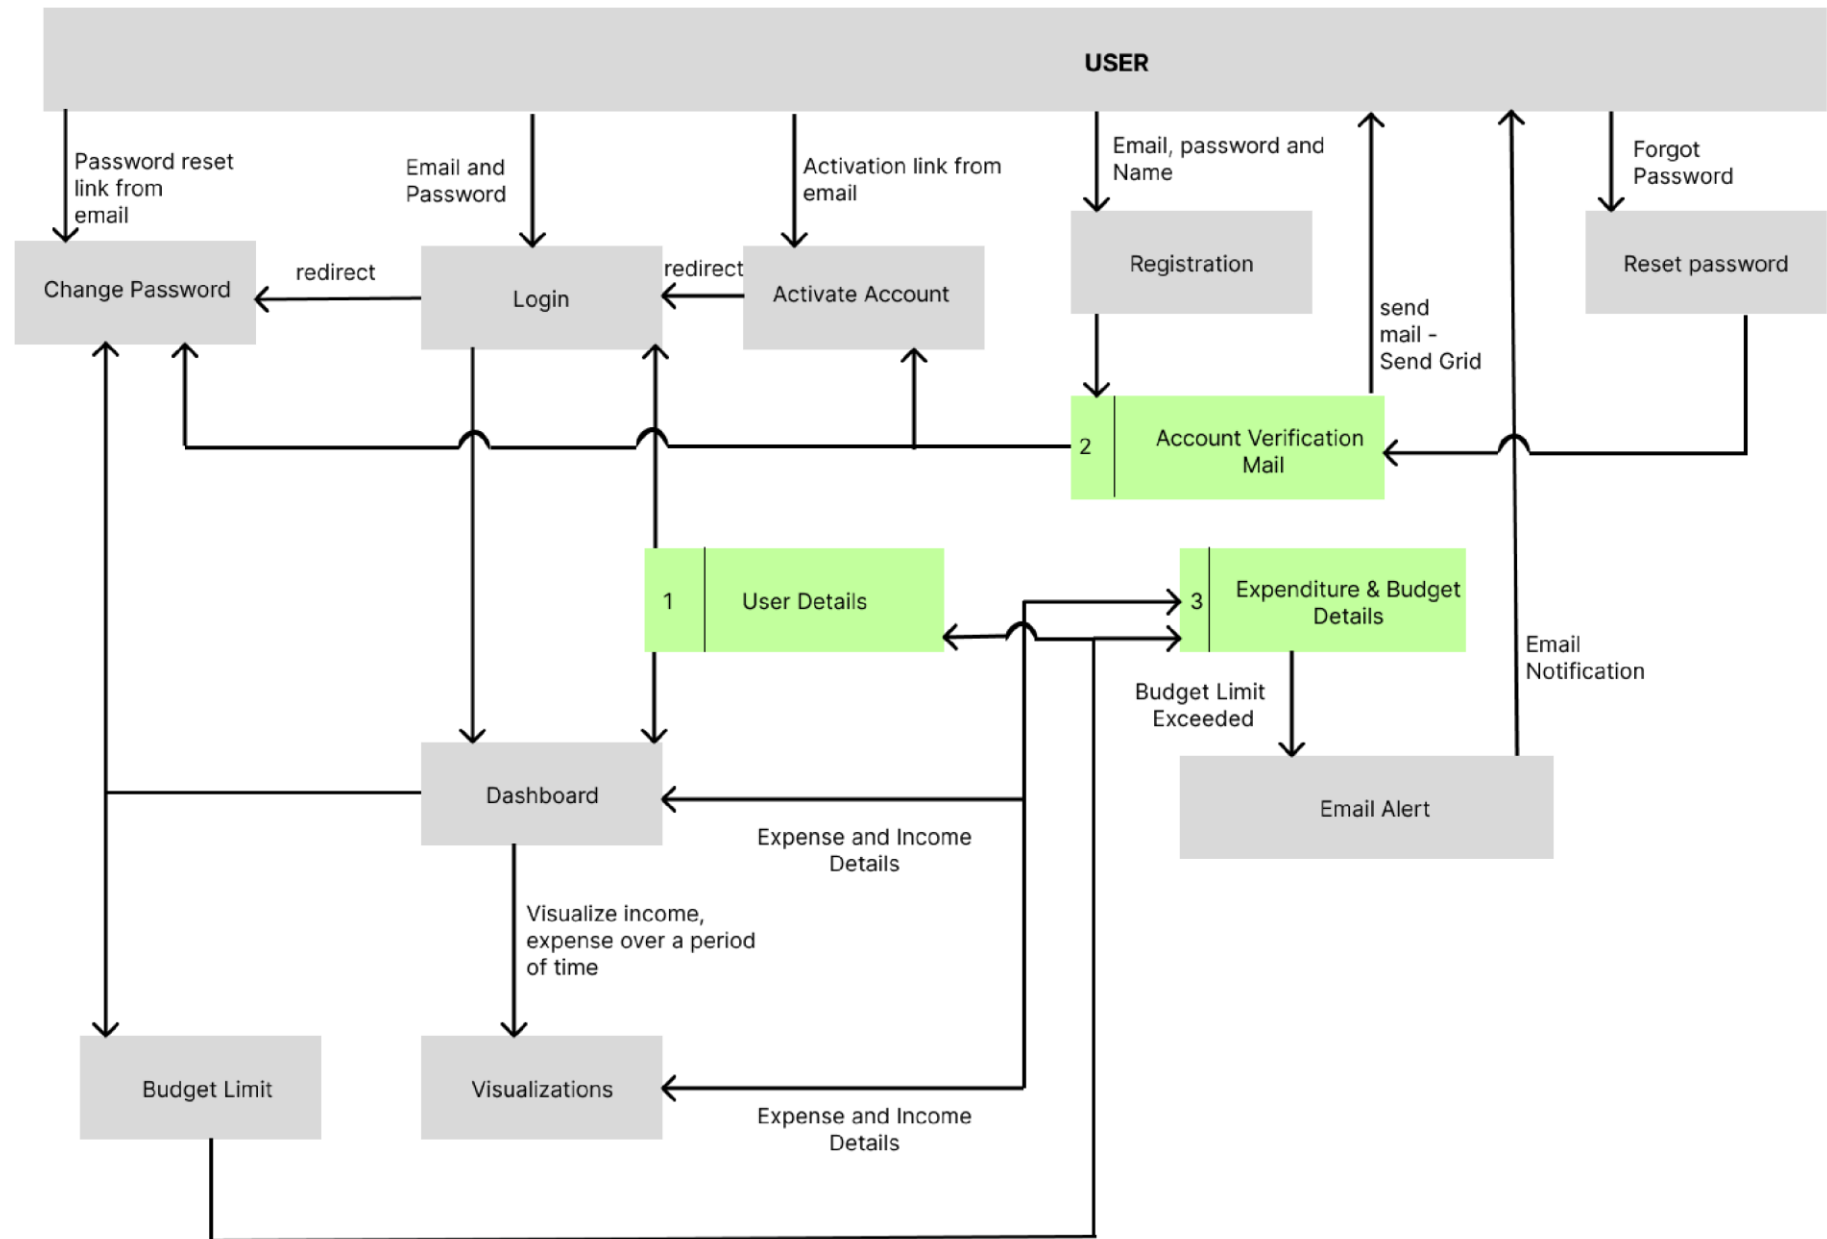 USER
Password reset
link from
email
Email and
Password
Activation link from
email
Email, password and
Name
Forgot
Password
Change Password
redirect
Login
redirect
Activate Account
Registration
Reset password
send
mail -
Send Grid
2
Account Verification
Mail
1
User Details
3
Expenditure & Budget
Details
Email
Notification
Budget Limit
Exceeded
Dashboard
Expense and Income
Details
Email Alert
Visualize income,
expense over a period
of time
Budget Limit
Visualizations
Expense and Income
Details